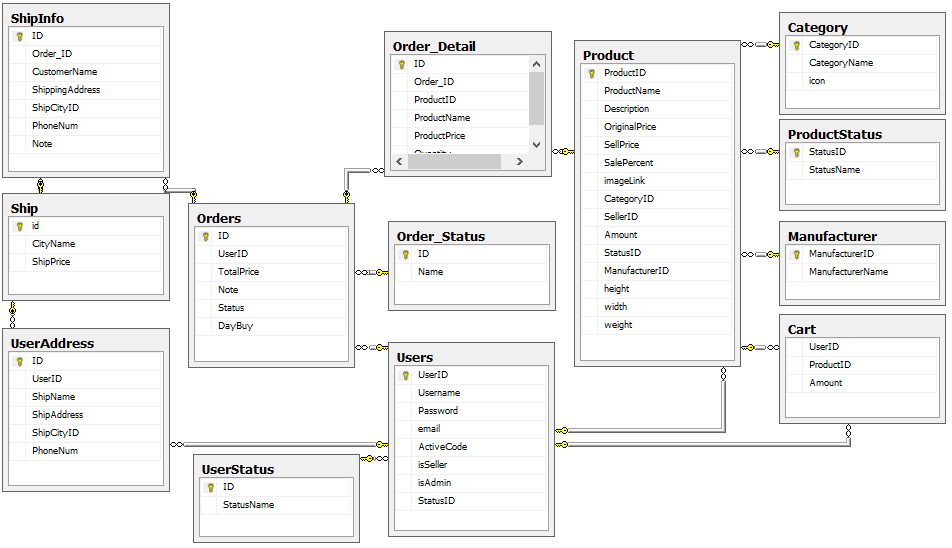 ShipInfo
ID
Order_ID
CustomerName
ShippingAddress
ShipCityID
PhoneNum
Note
Ship
id
CityName
ShipPrice
UserAddress
ID
UserID
ShipName
ShipAddress
ShipCityID
PhoneNum
Orders
ID
UserID
TotalPrice
Note
Status
DayBuy
UserStatus
ID
StatusName
Order_Detail
ID
Order_ID
ProductID
ProductName
ProductPrice
Quantity
Order_Status
ID
Name
Users
UserID
Username
Password
email
ActiveCode
isSeller
isAdmin
StatusID
Product
ProductID
ProductName
Description
OriginalPrice
SellPrice
SalePercent
imageLink
CategoryID
SellerID
Amount
StatusID
ManufacturerID
height
width
weight
Category
CategoryID
CategoryName
icon
ProductStatus
StatusID
StatusName
Manufacturer
ManufacturerID
ManufacturerName
Cart
UserID
ProductID
Amount